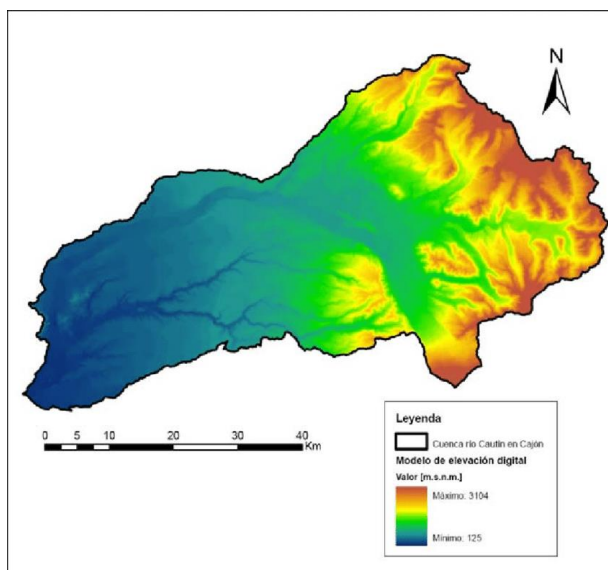 N
0 5 10 20 30 40
Km
Leyenda
Cuenca río Cautín en Cajón
Modelo de elevación digital
Valor [m.s.n.m.]
Máximo: 3104
Mínimo: 125